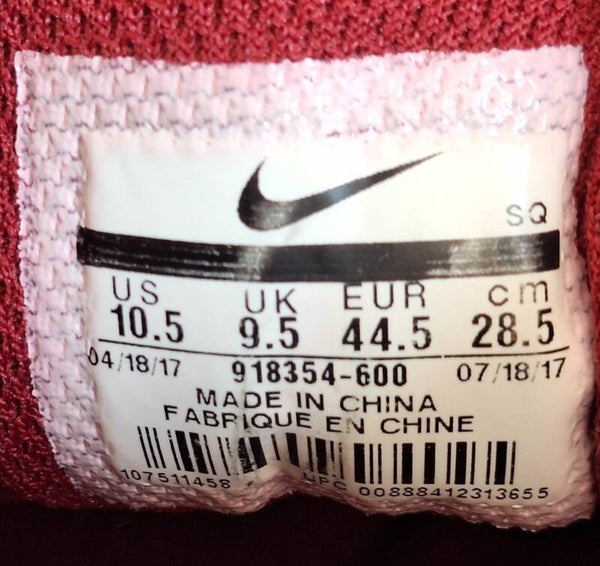 SQ
US UK EUR cm
10.5 9.5 44.5 28.5
04/18/17 918354-600 07/18/17
MADE IN CHINA
FABRIQUE EN CHINE
107511458 UPC 00888412313655